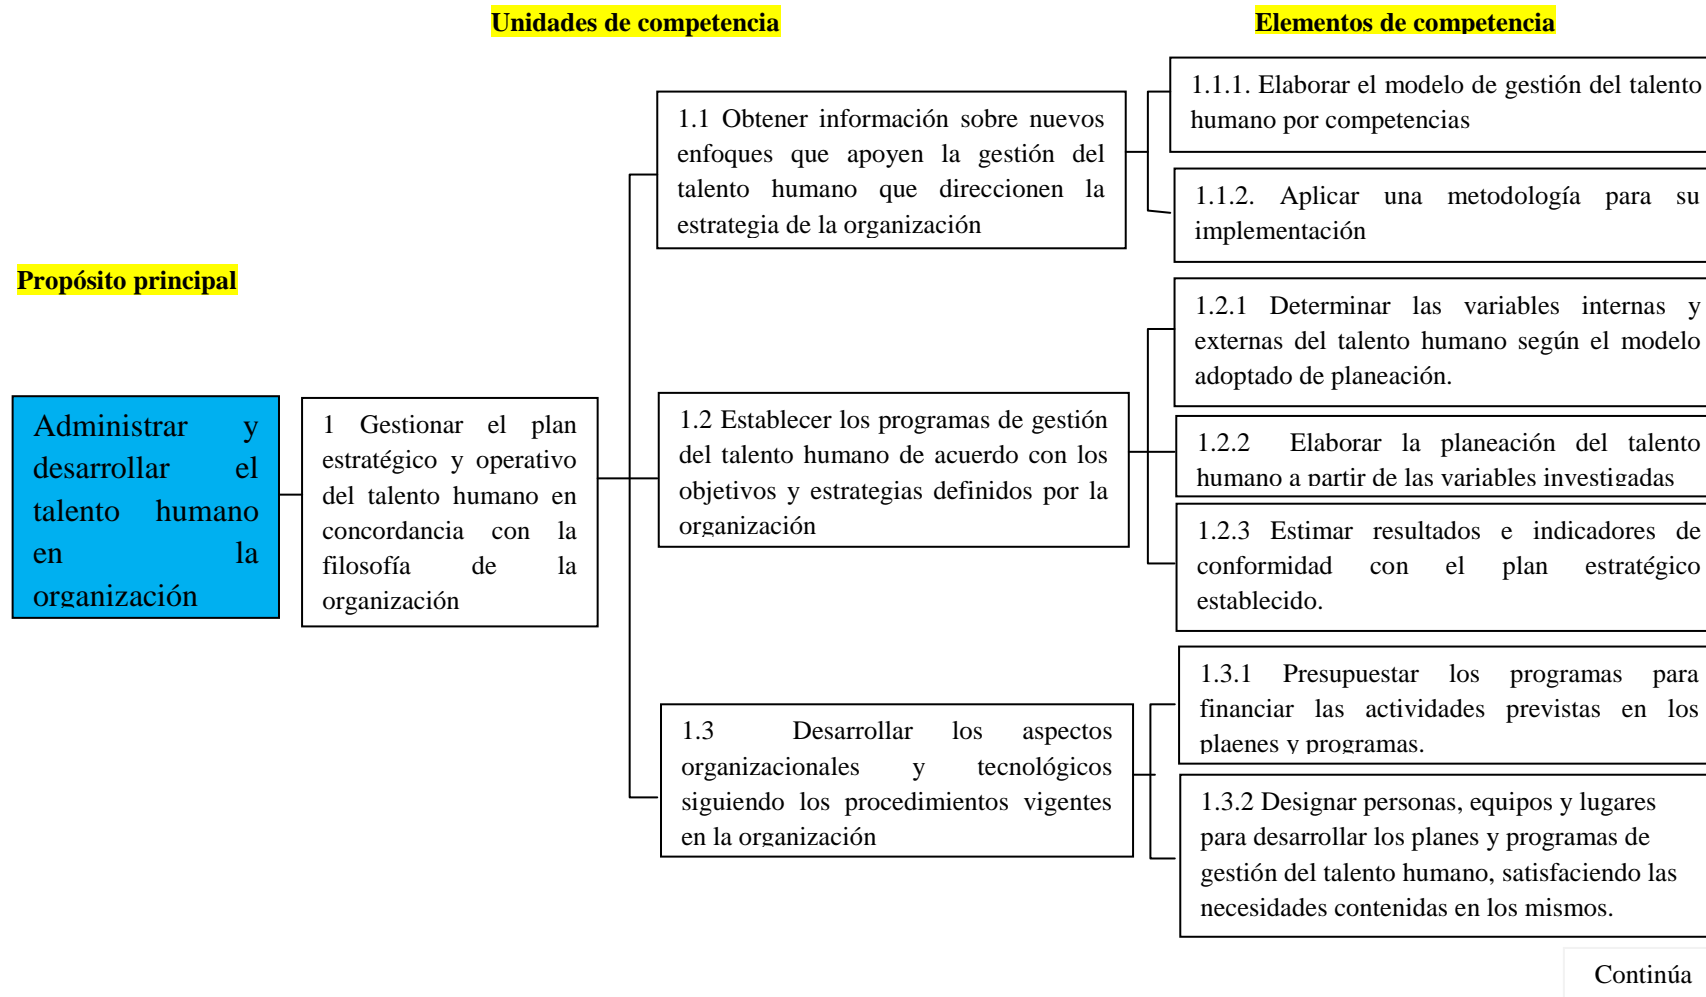 Unidades de competencia
Elementos de competencia
Propósito principal
Administrar y
desarrollar el
talento humano
en la
organización
1 Gestionar el plan
estratégico y operativo
del talento humano en
concordancia con la
filosofía de la
organización
1.1 Obtener información sobre nuevos
enfoques que apoyen la gestión del
talento humano que direccionen la
estrategia de la organización
1.1.1. Elaborar el modelo de gestión del talento
humano por competencias
1.1.2. Aplicar una metodología para su
implementación
1.2 Establecer los programas de gestión
del talento humano de acuerdo con los
objetivos y estrategias definidos por la
organización
1.2.1 Determinar las variables internas y
externas del talento humano según el modelo
adoptado de planeación.
1.2.2 Elaborar la planeación del talento
humano a partir de las variables investigadas
1.2.3 Estimar resultados e indicadores de
conformidad con el plan estratégico
establecido.
1.3 Desarrollar los aspectos
organizacionales y tecnológicos
siguiendo los procedimientos vigentes
en la organización
1.3.1 Presupuestar los programas para
financiar las actividades previstas en los
plaenes y programas.
1.3.2 Designar personas, equipos y lugares
para desarrollar los planes y programas de
gestión del talento humano, satisfaciendo las
necesidades contenidas en los mismos.
Continúa